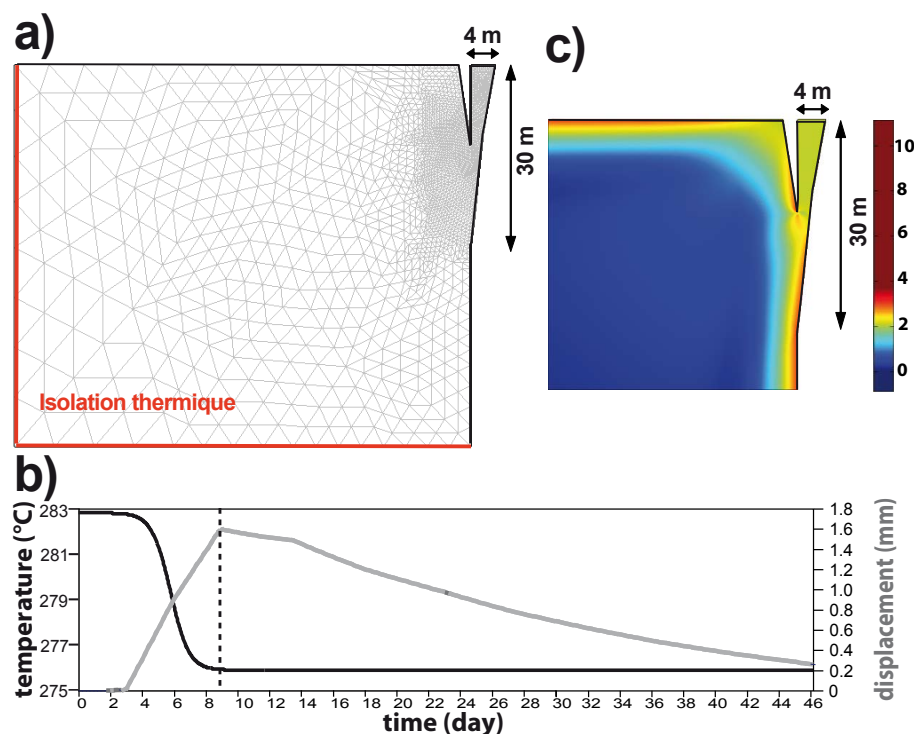 a)
4 m
30 m
Isolation thermique
c)
4 m
30 m
10
8
6
4
2
0
b)
temperature (°C)
283
281
279
277
275
1.8
1.6
1.4
1.2
1.0
0.8
0.6
0.4
0.2
0
displacement (mm)
0 2 4 6 8 10 12 14 16 18 20 22 24 26 28 30 32 34 36 38 40 42 44 46
time (day)